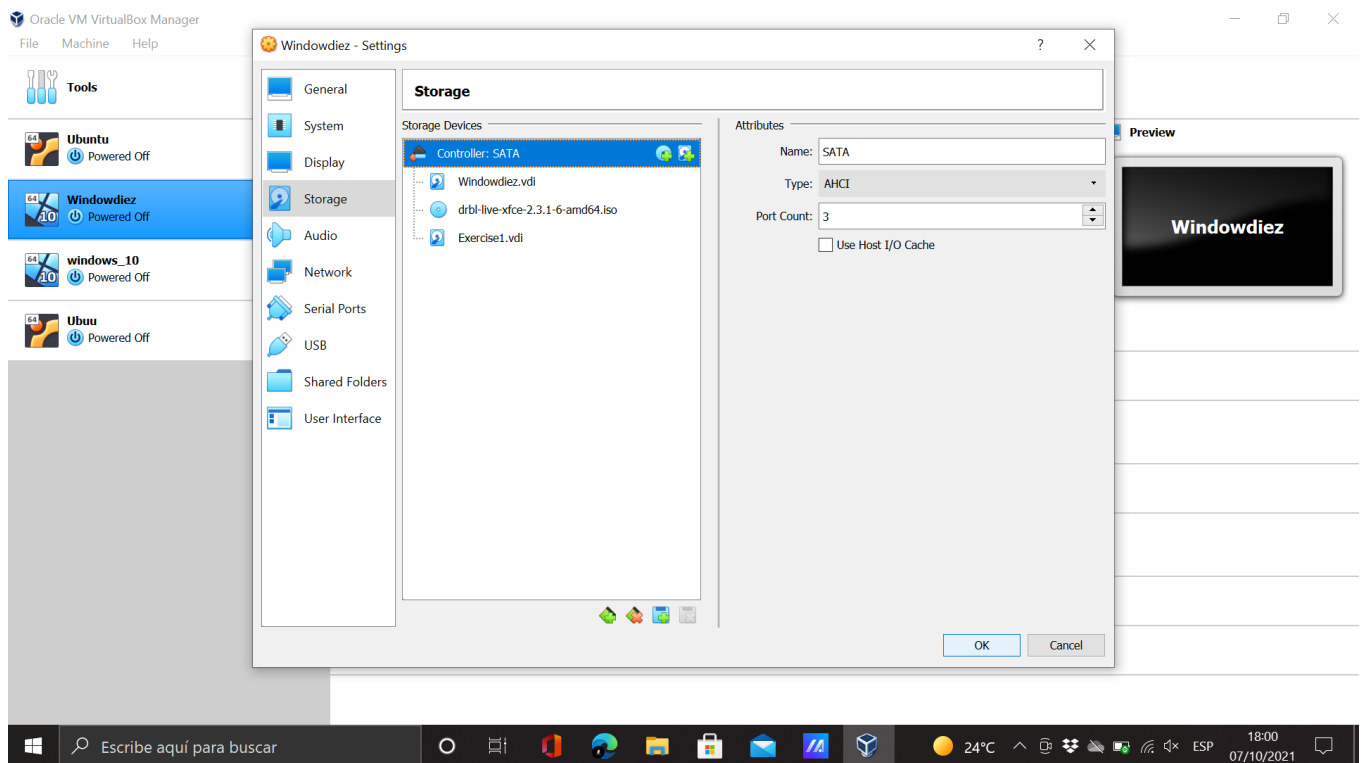 Oracle VM VirtualBox Manager
File Machine Help
Tools
64
Ubuntu
Powered Off
64
10
Windowdiez
Powered Off
64
10
windows_10
Powered Off
64
Ubuu
Powered Off
Windowdiez - Settings
?
General
System
Display
Storage
Audio
Network
Serial Ports
USB
Shared Folders
User Interface
Storage
Storage Devices
Controller: SATA
Windowdiez.vdi
drbl-live-xfce-2.3.1-6-amd64.iso
Exercise1.vdi
Attributes
Name: SATA
Type: AHCI
Port Count: 3
Use Host I/O Cache
OK Cancel
Preview
Windowdiez
Escribe aquí para buscar
24°C
ESP
18:00
07/10/2021